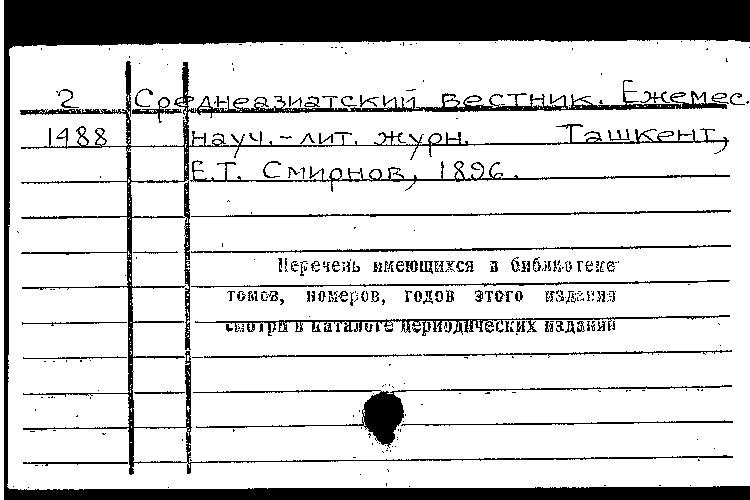 2 Среднеазиатский вестник. Ежемес.
1488 науч.-лит. журн. Ташкент,
Е.Т. Смирнов, 1896.
Перечень имеющихся в библиотеке
томов, номеров, годов этого издания
смотри в каталоге периодических изданий